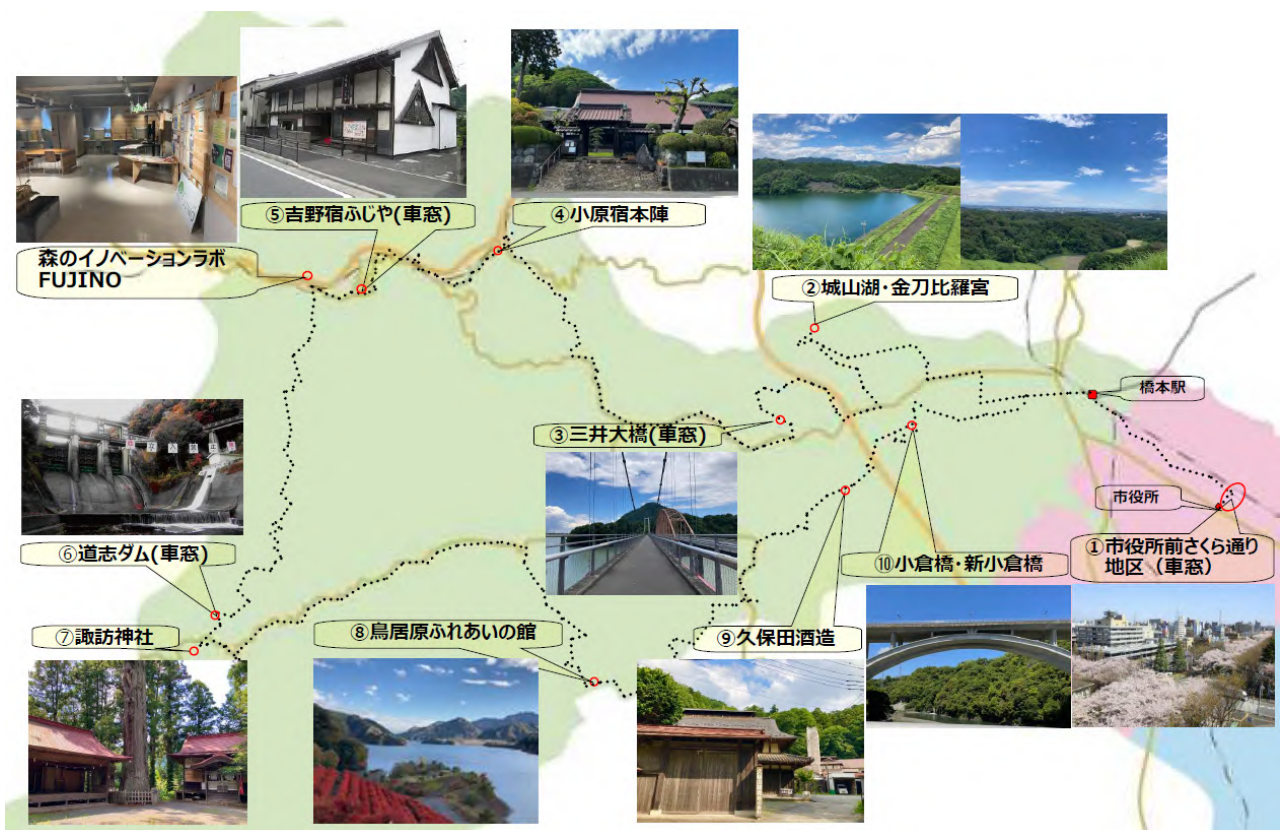 ⑤吉野宿ふじや(車窓)
④小原宿本陣
森のイノベーションラボ
FUJINO
②城山湖・金刀比羅宮
橋本駅
③三井大橋(車窓)
市役所
①市役所前さくら通り
地区（車窓）
⑥道志ダム(車窓)
⑩小倉橋・新小倉橋
⑦諏訪神社
⑧鳥居原ふれあいの館
⑨久保田酒造
立入禁止